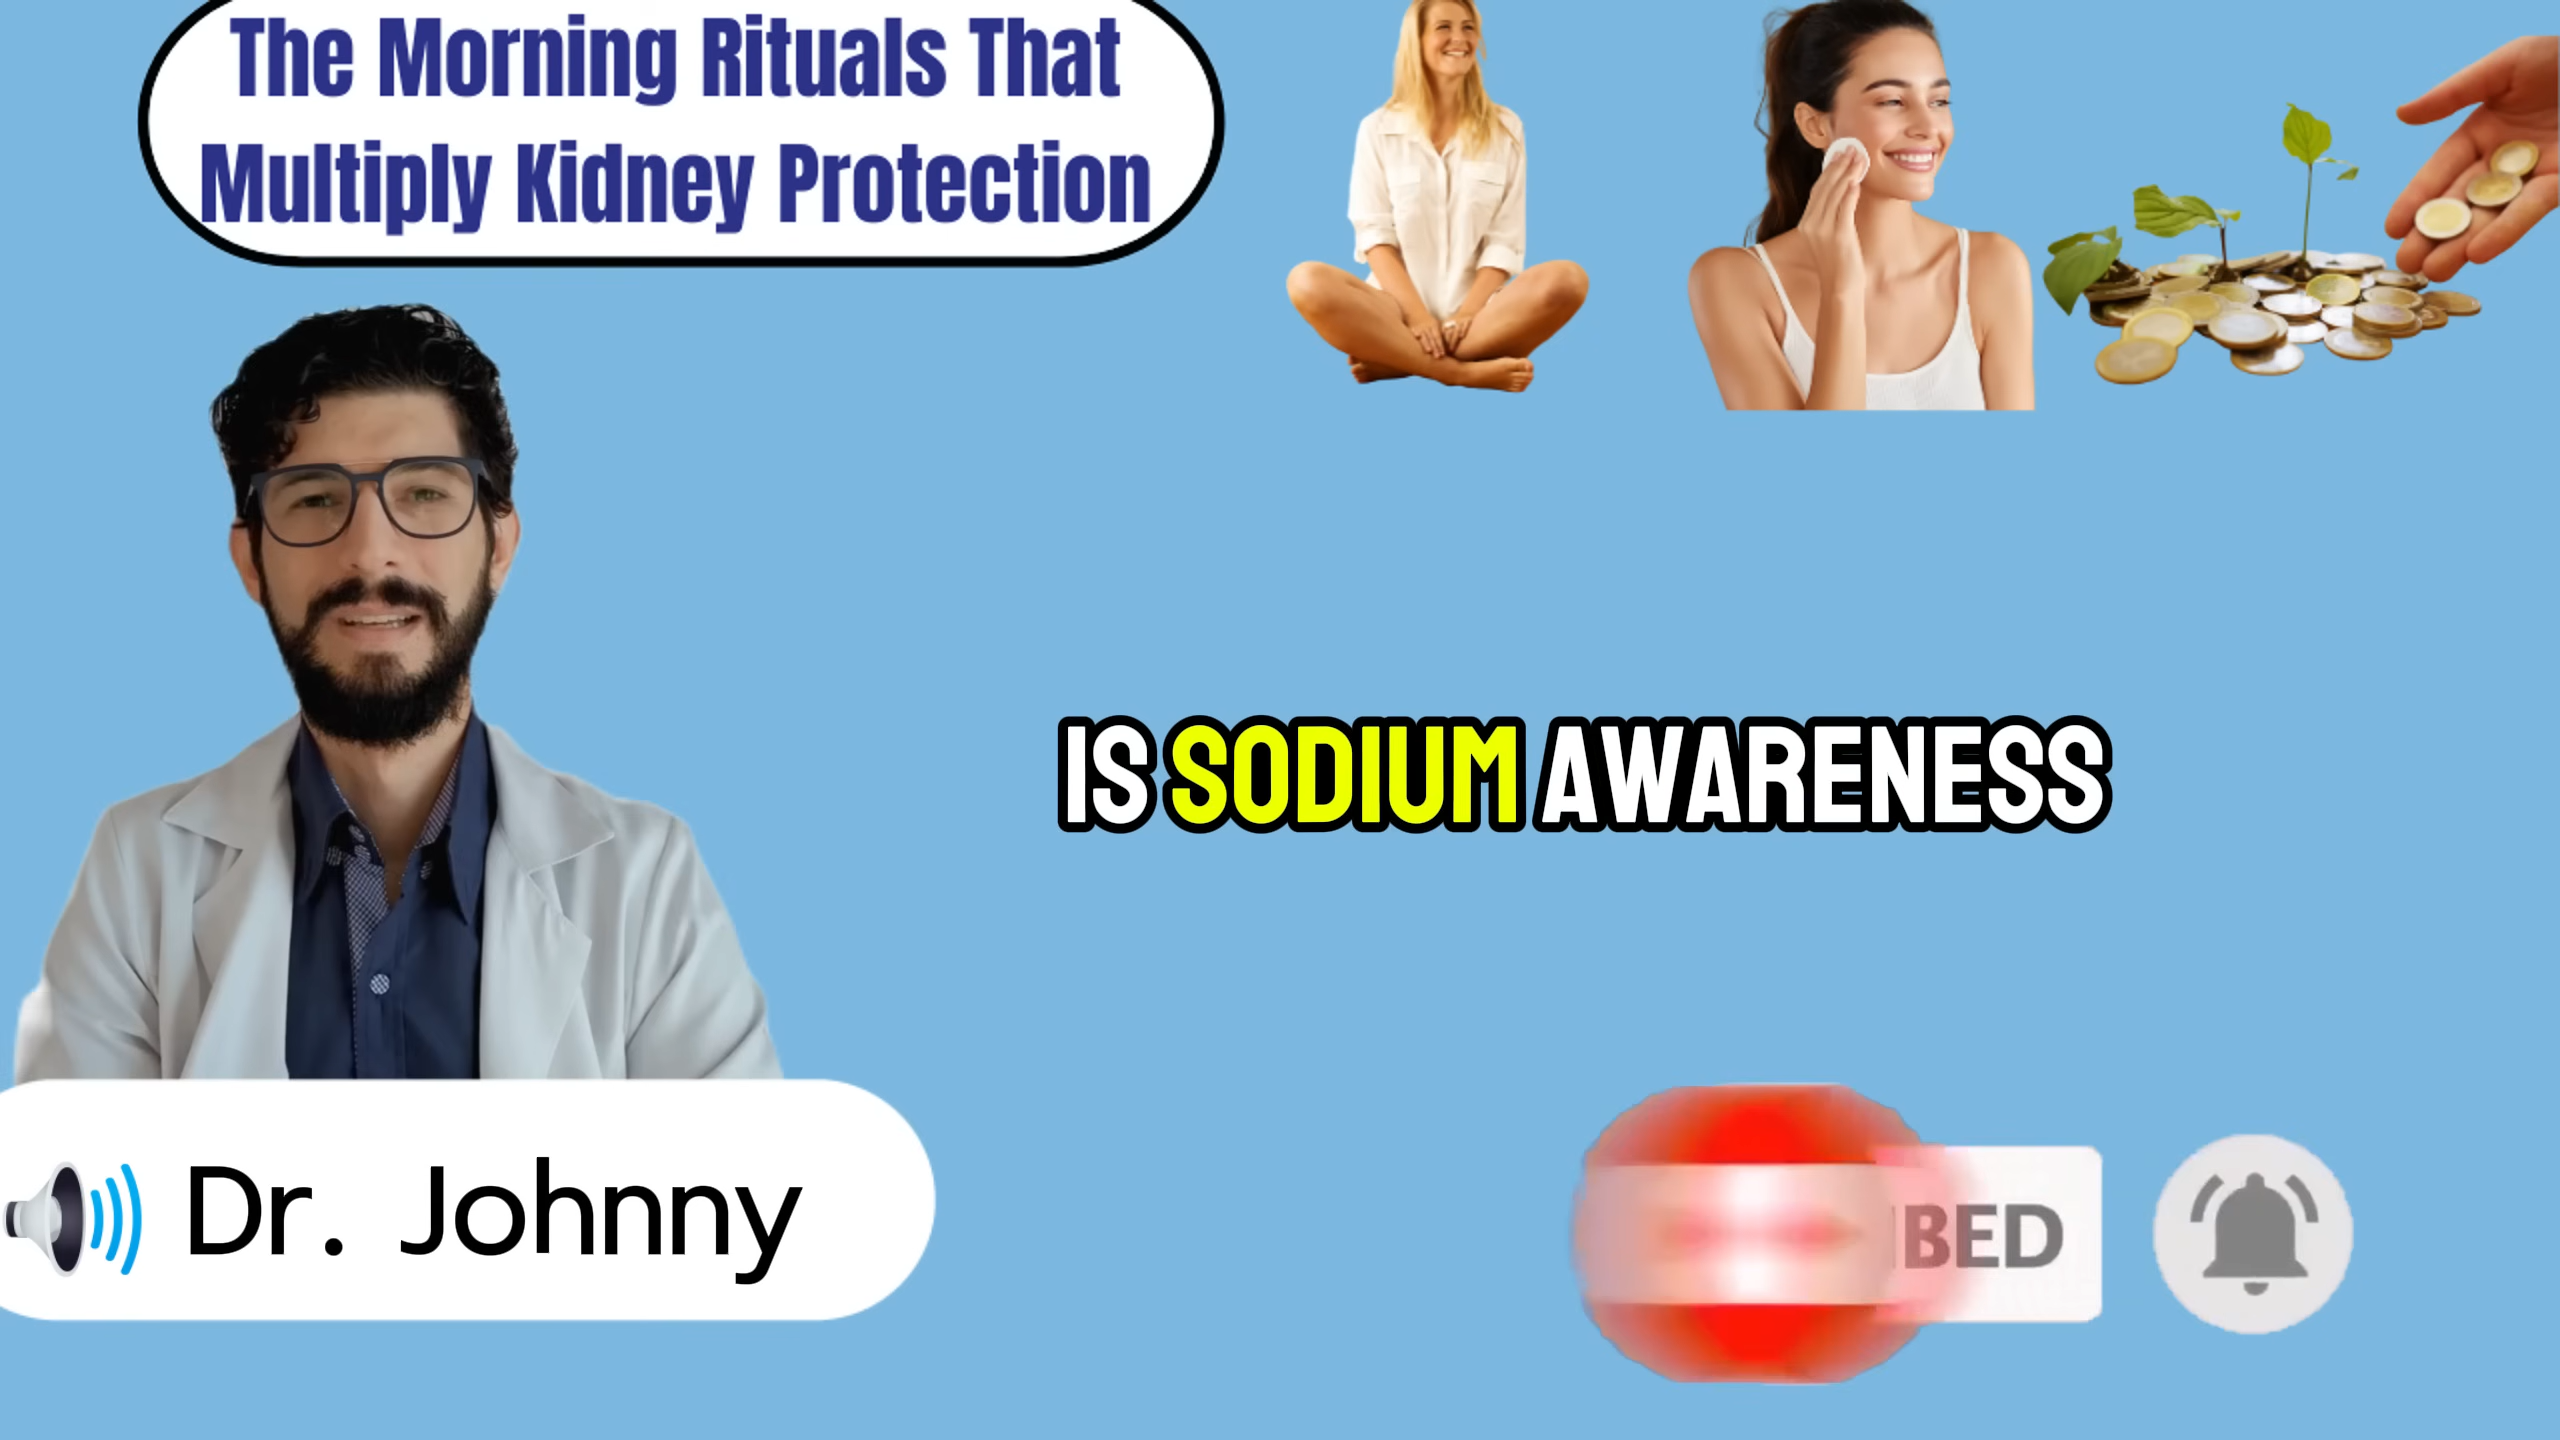 The Morning Rituals That
Multiply Kidney Protection
IS SODIUM AWARENESS
Dr. Johnny
BED